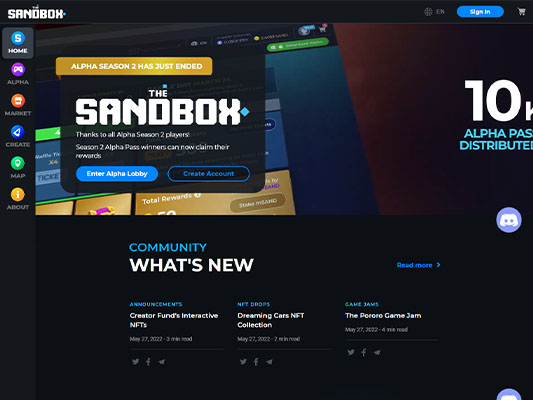 THE
SANDBOX
EN
Sign In
HOME
ALPHA
MARKET
CREATE
MAP
ABOUT
ALPHA SEASON 2 HAS JUST ENDED
THE
SANDBOX
Thanks to all Alpha Season 2 players!
Season 2 Alpha Pass winners can now claim their
rewards
Enter Alpha Lobby
Create Account
Total Rewards
Stake mSAND
10K
ALPHA PAS
DISTRIBUTED
COMMUNITY
WHAT'S NEW
Read more
ANNOUNCEMENTS
Creator Fund's Interactive
NFTs
May 27, 2022 · 3 min read
NFT DROPS
Dreaming Cars NFT
Collection
May 27, 2022 · 2 min read
GAME JAMS
The Pororo Game Jam
May 27, 2022 · 4 min read